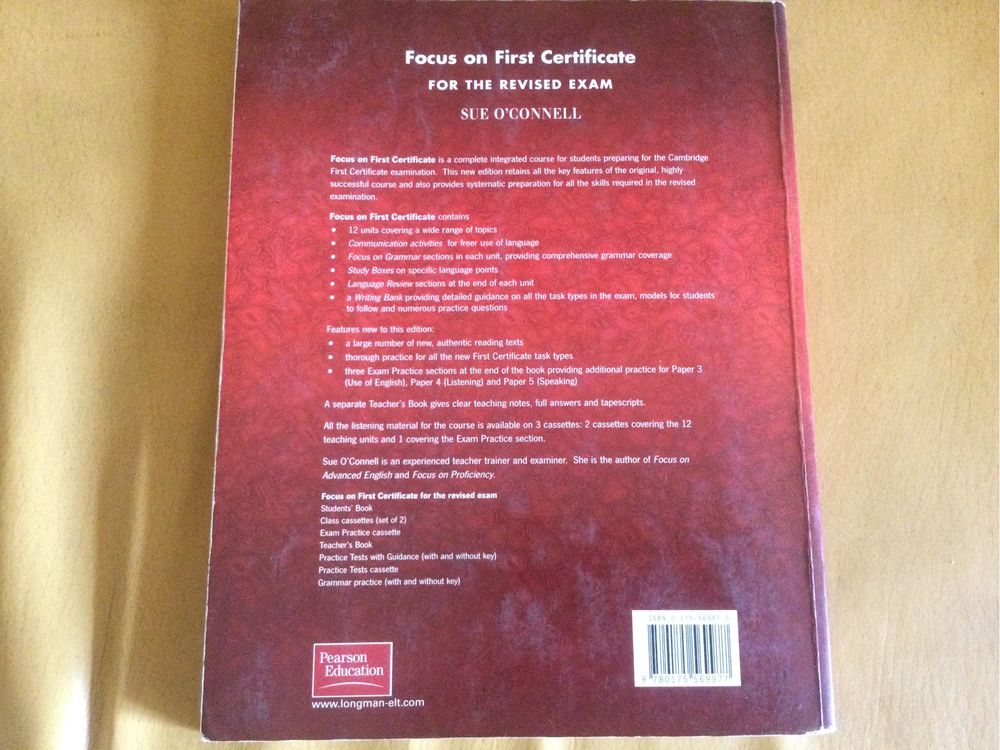 Focus on First Certificate
FOR THE REVISED EXAM
SUE O'CONNELL
Focus on First Certificate is a complete integrated course for students preparing for the Cambridge
First Certificate examination. This new edition retains all the key features of the original, highly
successful course and also provides systematic preparation for all the skills required in the revised
examination.
Focus on First Certificate contains
• 12 units covering a wide range of topics
• Communication activities for freer use of language
• Focus on Grammar sections in each unit, providing comprehensive grammar coverage
• Study Boxes on specific language points
• Language Review sections at the end of each unit
• a Writing Bank providing detailed guidance on all the task types in the exam, models for students
to follow and numerous practice questions
Features new to this edition:
• a large number of new, authentic reading texts
• thorough practice for all the new First Certificate task types
• three Exam Practice sections at the end of the book providing additional practice for Paper 3
(Use of English), Paper 4 (Listening) and Paper 5 (Speaking)
A separate Teacher's Book gives clear teaching notes, full answers and tapescripts.
All the listening material for the course is available on 3 cassettes: 2 cassettes covering the 12
teaching units and 1 covering the Exam Practice section.
Sue O'Connell is an experienced teacher trainer and examiner. She is the author of Focus on
Advanced English and Focus on Proficiency.
Focus on First Certificate for the revised exam
Students' Book
Class cassettes (set of 2)
Exam Practice cassette
Teacher's Book
Practice Tests with Guidance (with and without key)
Practice Tests cassette
Grammar practice (with and without key)
ISBN 0-175-56997-6
9 780175 569977
Pearson
Education
www.longman-elt.com